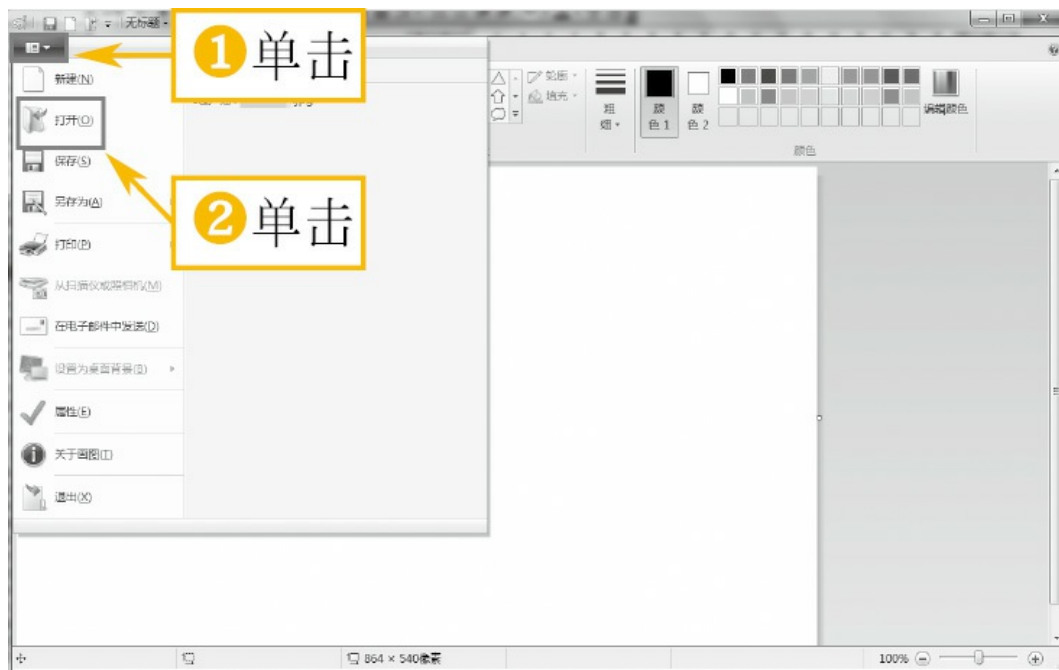 无标题 -
❶单击
新建(N)
打开(O)
保存(S)
❷单击
另存为(A)
打印(P)
从扫描仪或照相机(M)
在电子邮件中发送(D)
设置为桌面背景(B)
属性(E)
关于画图(T)
退出(X)
轮廓
填充
粗细
颜色 1
颜色 2
编辑颜色
颜色
864 × 540像素
100%